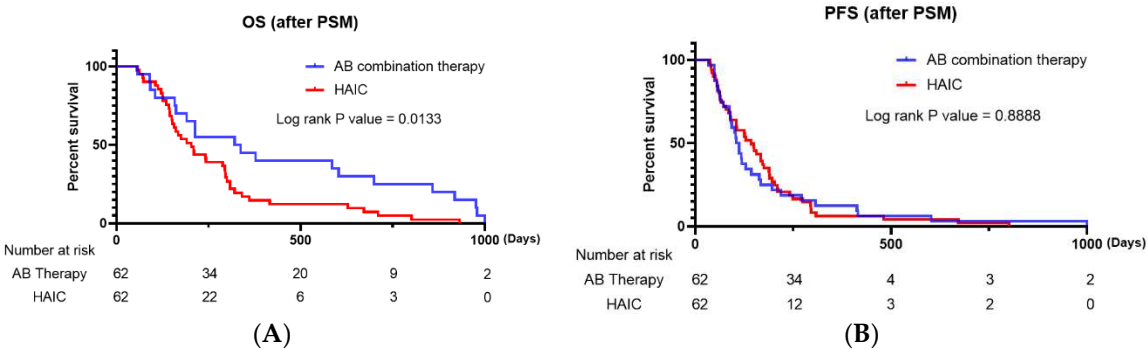 OS (after PSM)
100
50
0
Percent survival
AB combination therapy
HAIC
Log rank P value = 0.0133
0 500 1000 (Days)
Number at risk
AB Therapy 62 34 20 9 2
HAIC 62 22 6 3 0
(A)
PFS (after PSM)
100
50
0
Percent survival
AB combination therapy
HAIC
Log rank P value = 0.8888
0 500 1000 (Days)
Number at risk
AB Therapy 62 34 4 3 2
HAIC 62 12 3 2 0
(B)